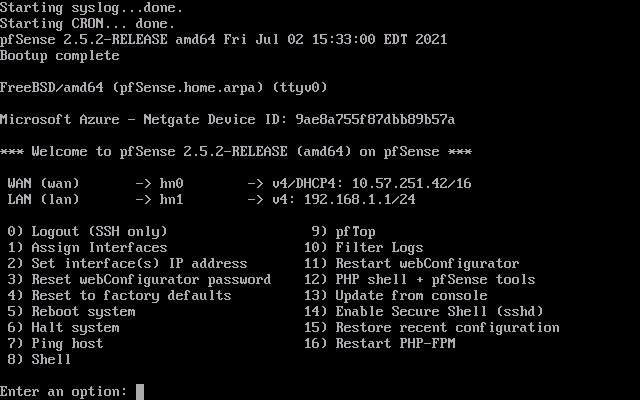 Starting syslog...done.
Starting CRON... done.
pfSense 2.5.2-RELEASE amd64 Fri Jul 02 15:33:00 EDT 2021
Bootup complete

FreeBSD/amd64 (pfSense.home.arpa) (ttyv0)

Microsoft Azure - Netgate Device ID: 9ae8a755f87dbb89b57a

*** Welcome to pfSense 2.5.2-RELEASE (amd64) on pfSense ***

 WAN (wan)       -> hn0        -> v4/DHCP4: 10.57.251.42/16
 LAN (lan)       -> hn1        -> v4: 192.168.1.1/24

 0) Logout (SSH only)                  9) pfTop
 1) Assign Interfaces                 10) Filter Logs
 2) Set interface(s) IP address       11) Restart webConfigurator
 3) Reset webConfigurator password    12) PHP shell + pfSense tools
 4) Reset to factory defaults         13) Update from console
 5) Reboot system                     14) Enable Secure Shell (sshd)
 6) Halt system                       15) Restore recent configuration
 7) Ping host                         16) Restart PHP-FPM
 8) Shell

Enter an option: